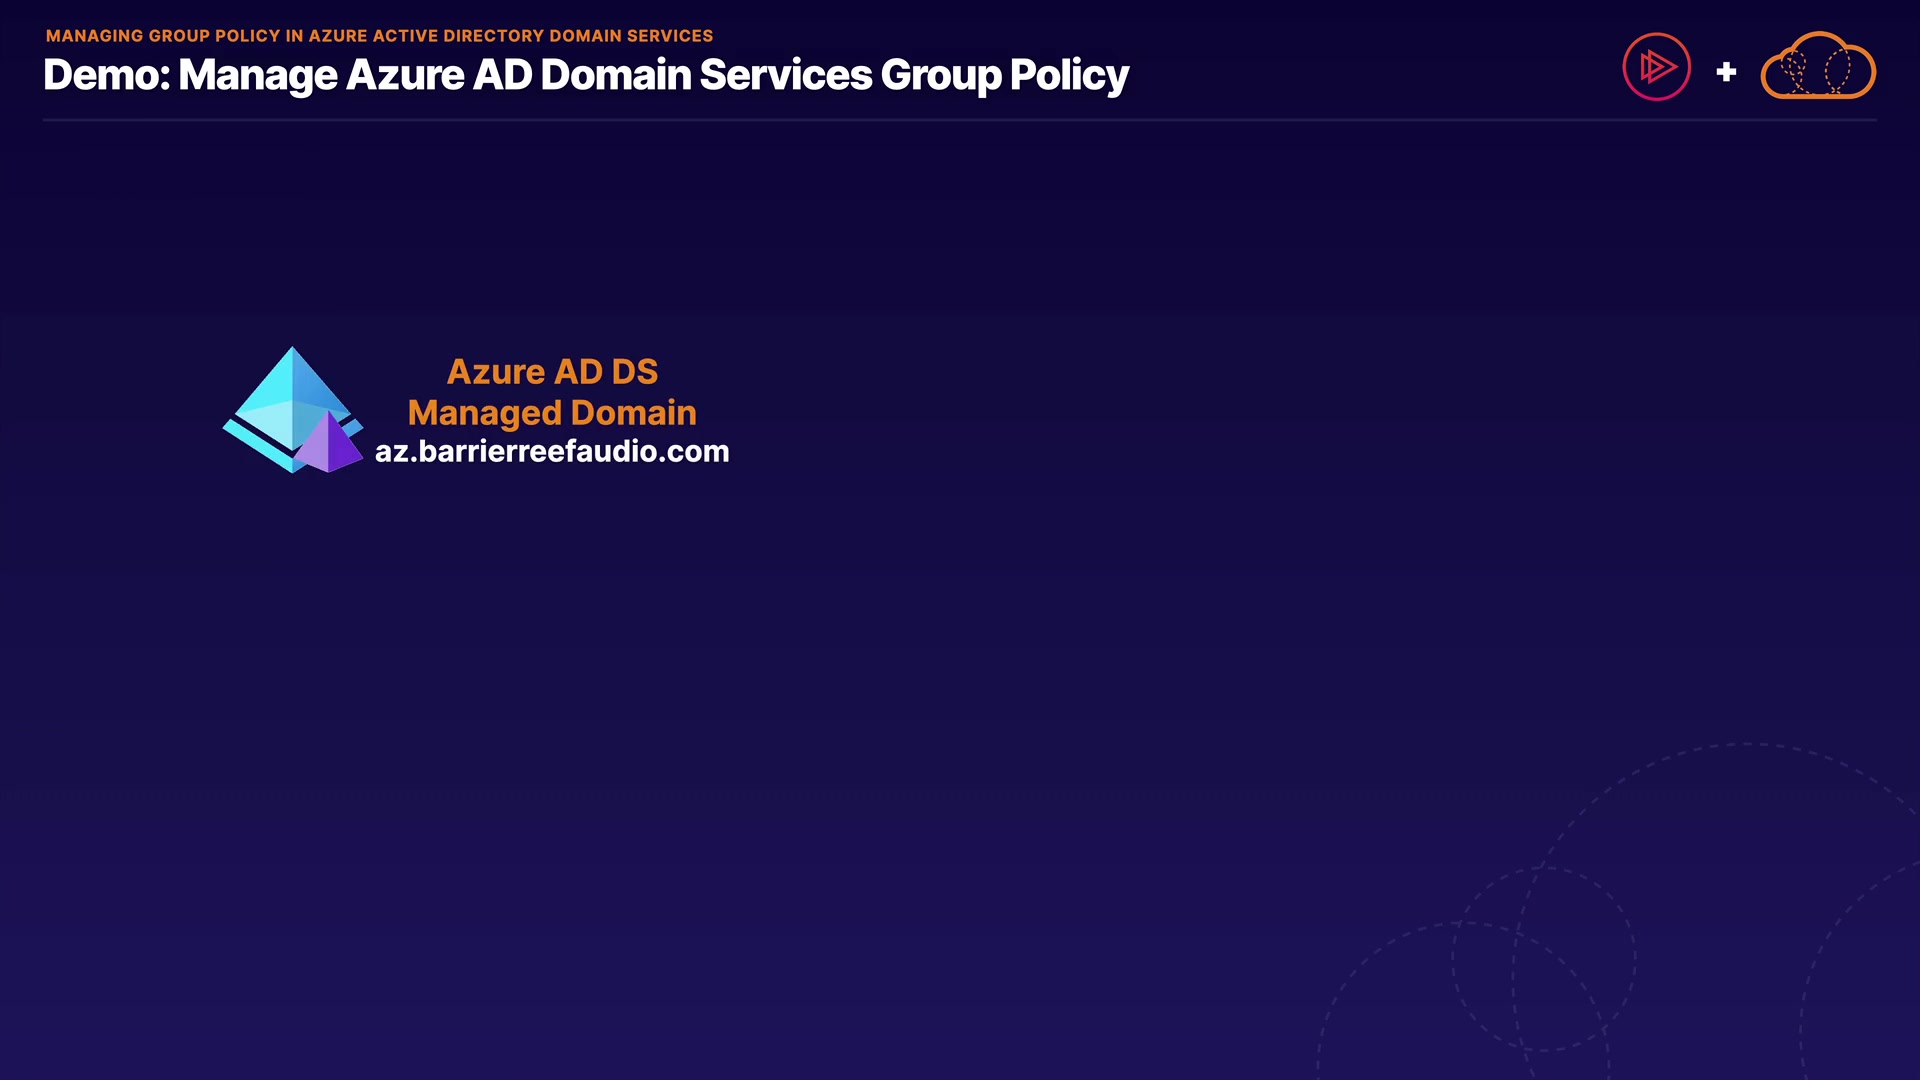 MANAGING GROUP POLICY IN AZURE ACTIVE DIRECTORY DOMAIN SERVICES
Demo: Manage Azure AD Domain Services Group Policy
+
Azure AD DS
Managed Domain
az.barrierreefaudio.com